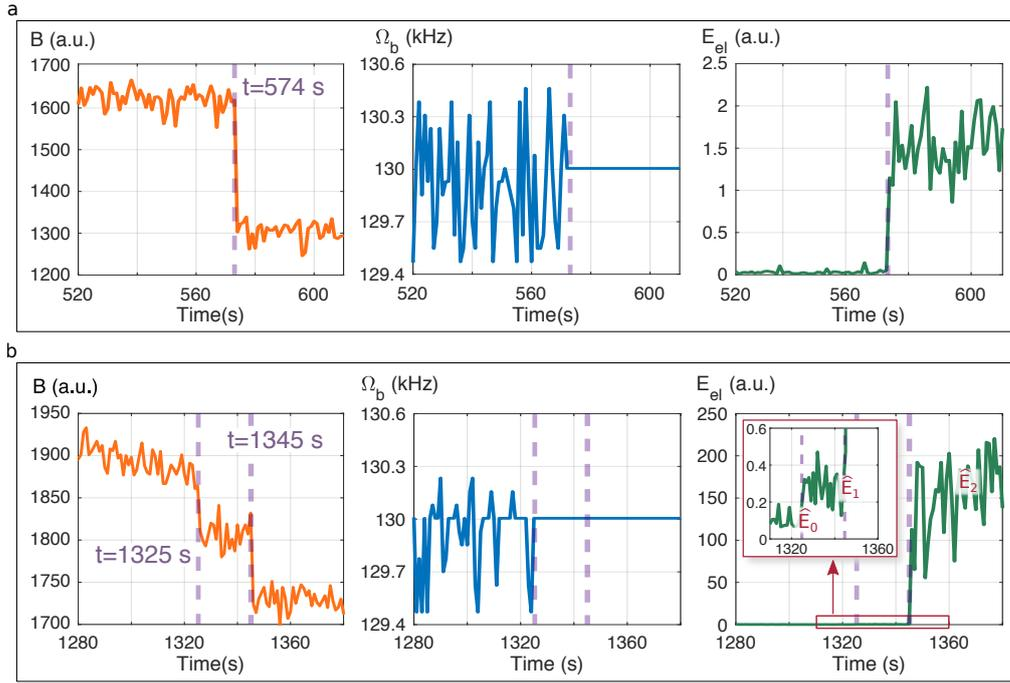 a
B (a.u.)
Ω_b (kHz)
E_el (a.u.)
1700
1600
1500
1400
1300
1200
t=574 s
520
560
600
Time(s)
130.6
130.3
130
129.7
129.4
520
560
600
Time(s)
2.5
2
1.5
1
0.5
0
520
560
600
Time (s)
b
B (a.u.)
Ω_b (kHz)
E_el (a.u.)
1950
1900
1850
1800
1750
1700
t=1345 s
t=1325 s
1280
1320
1360
Time(s)
130.6
130.3
130
129.7
129.4
1280
1320
1360
Time(s)
250
200
150
100
50
0
0.6
0.4
0.2
0
Ê_0
Ê_1
1320
1360
Ê_2
1280
1320
1360
Time (s)